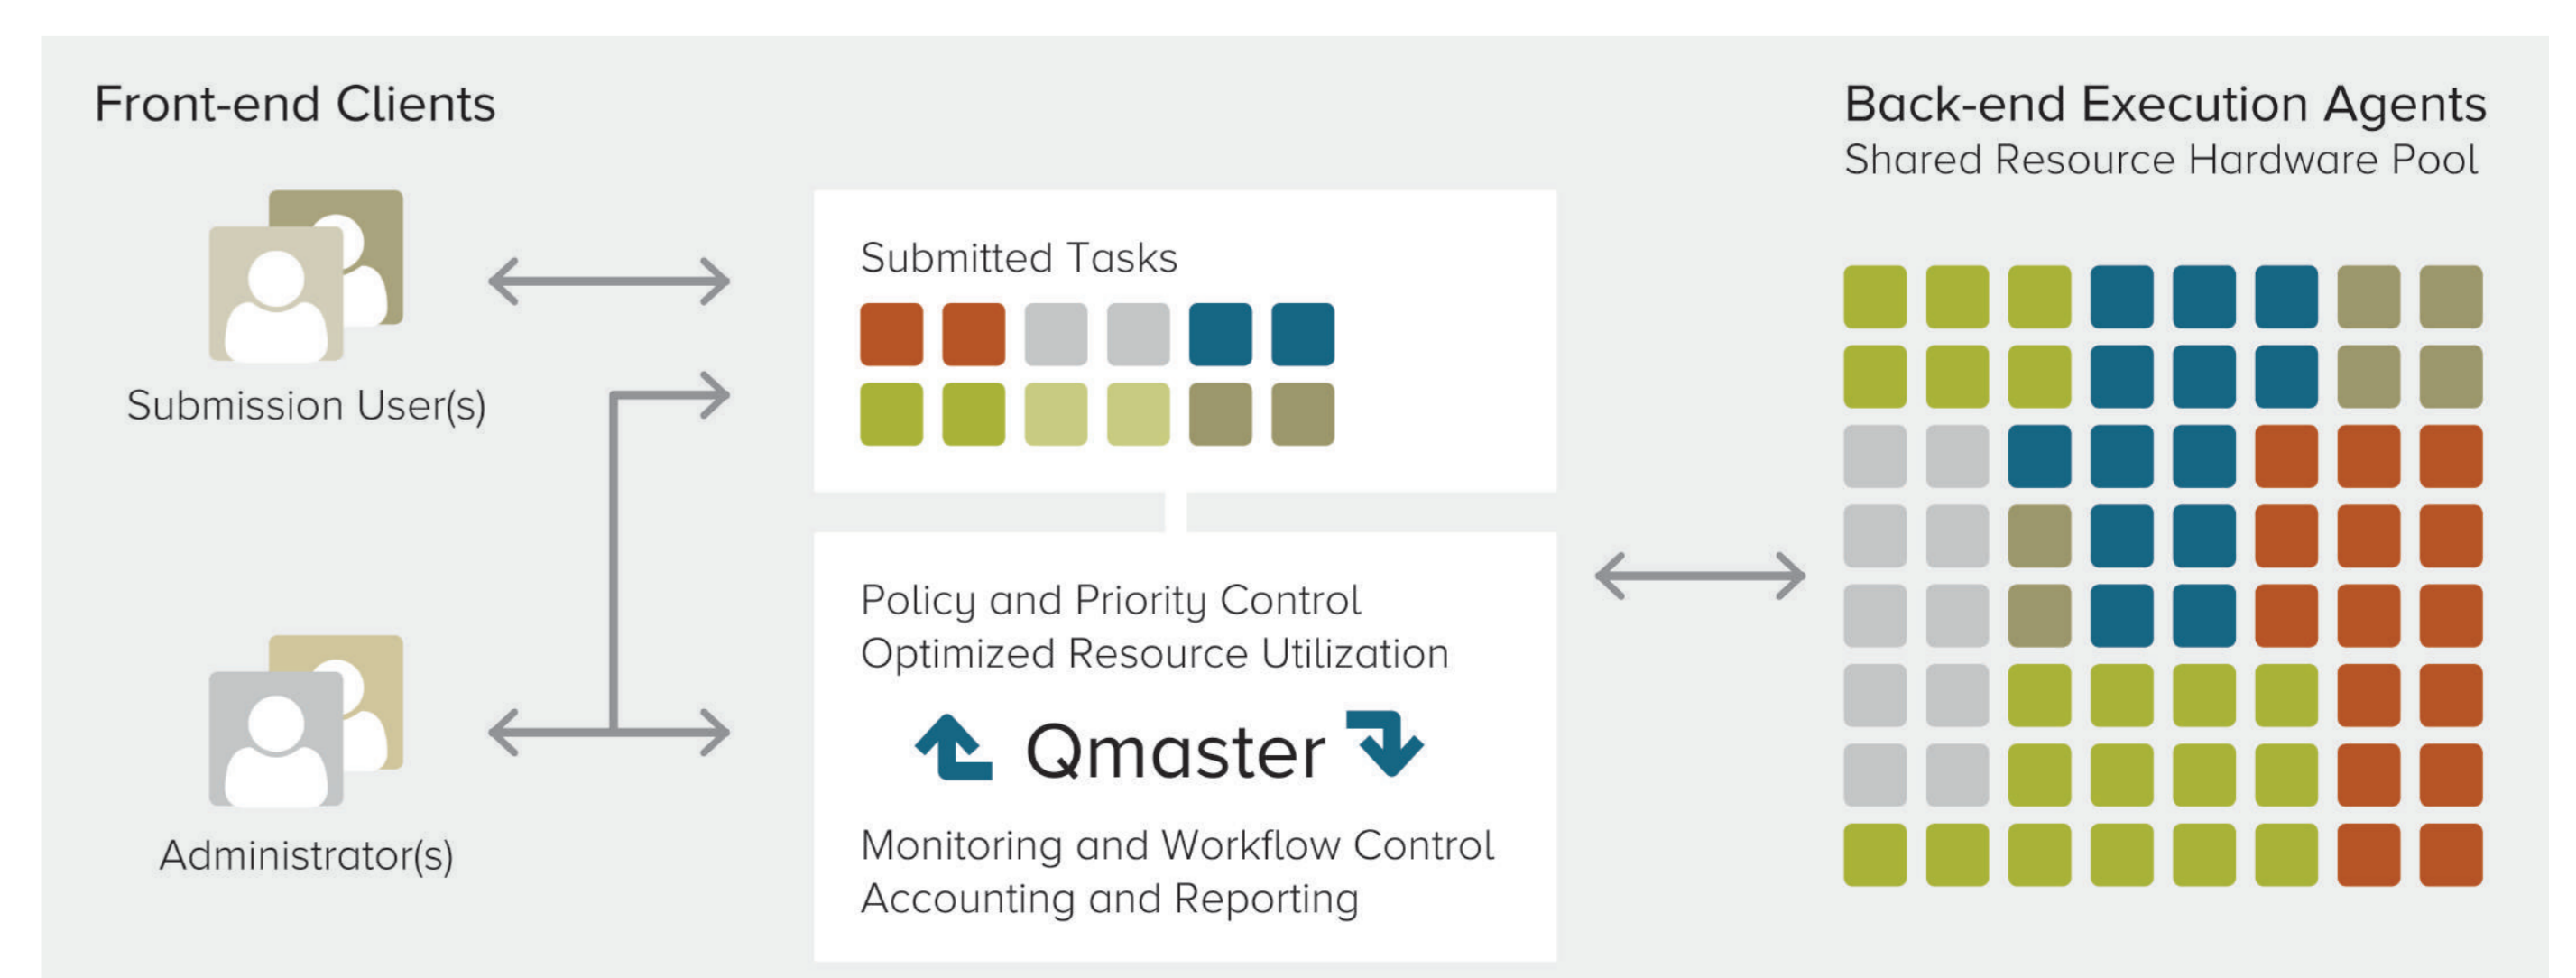 Front-end Clients
Submission User(s)
Administrator(s)
Submitted Tasks
Policy and Priority Control
Optimized Resource Utilization
Qmaster
Monitoring and Workflow Control
Accounting and Reporting
Back-end Execution Agents
Shared Resource Hardware Pool